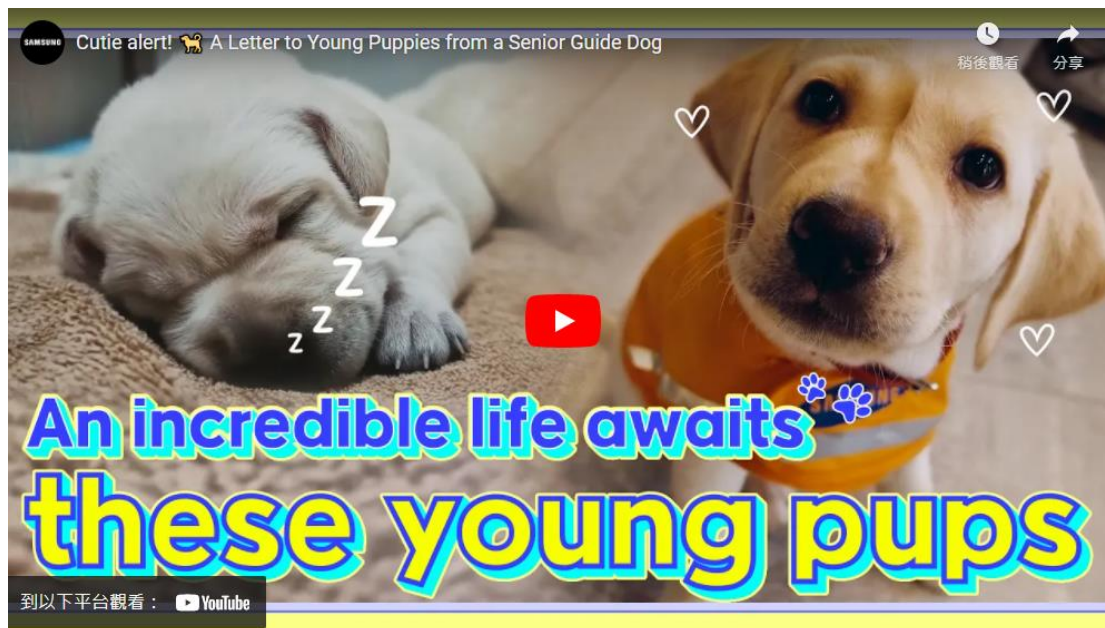 SAMSUNG
Cutie alert! 🐕 A Letter to Young Puppies from a Senior Guide Dog
稍後觀看
分享
Z
Z
Z
Z
An incredible life awaits
these young pups
到以下平台觀看：
YouTube